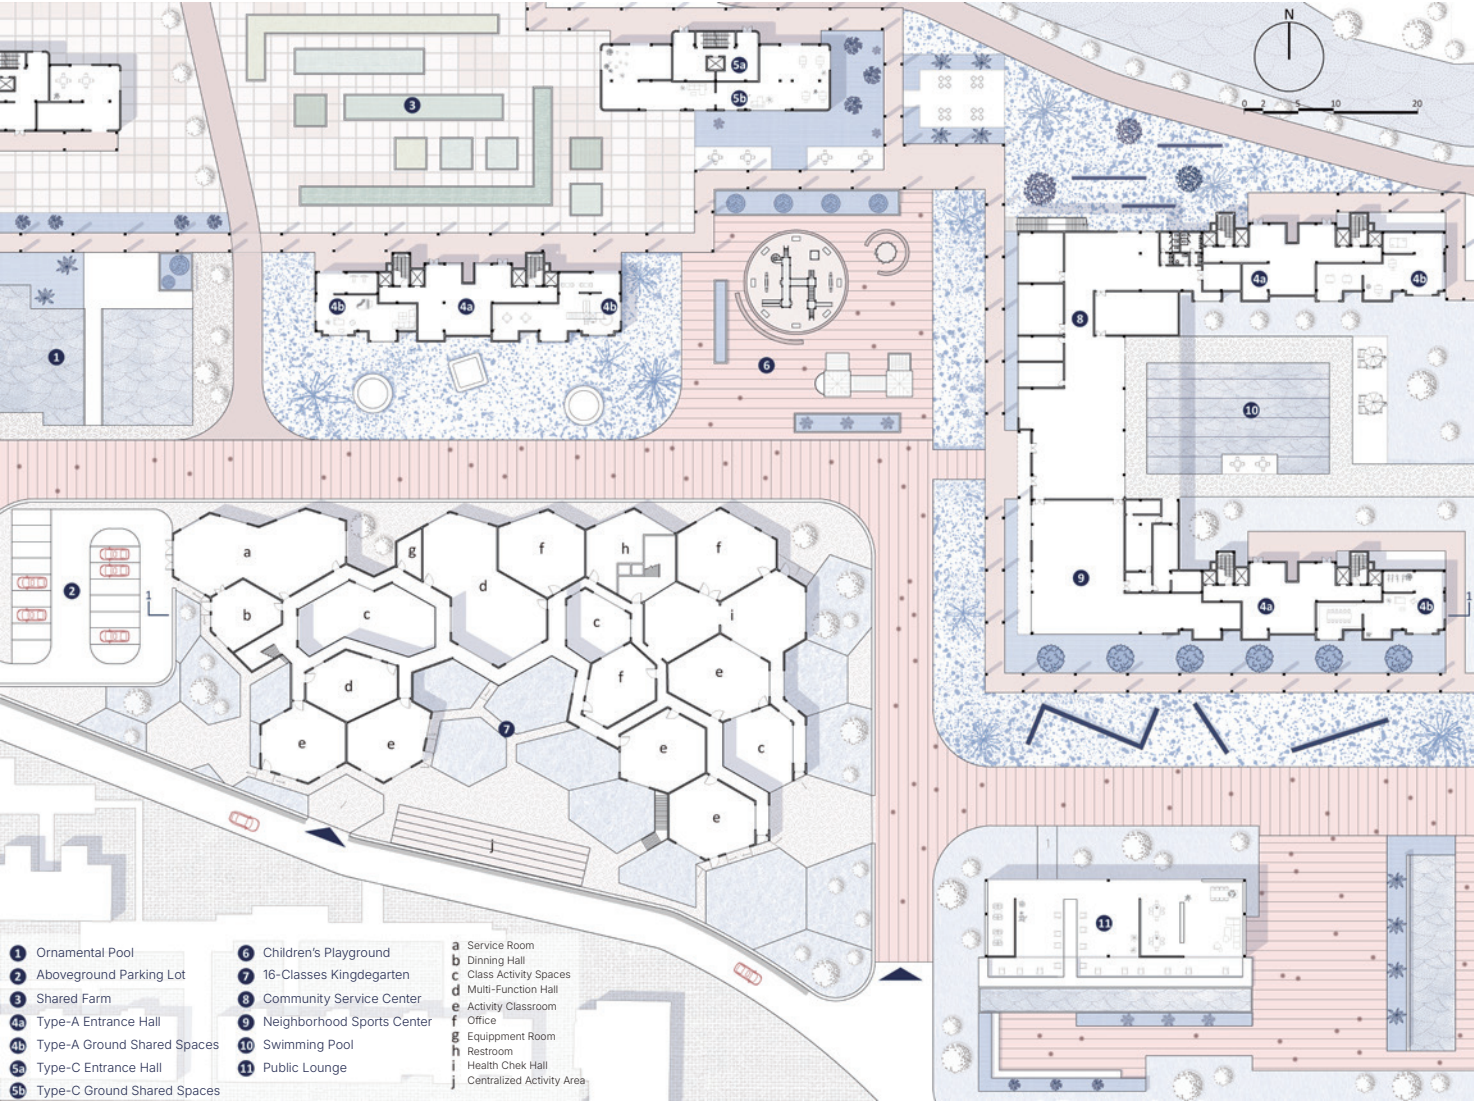 N
0 2 5 10 20
5a
5b
3
4a
4b
4b
4a
4b
8
1
6
10
a
g
d
f
h
f
2
1
b
c
c
i
9
4a
4b
1
d
f
e
e
e
7
e
c
e
j
11
1 Ornamental Pool
2 Aboveground Parking Lot
3 Shared Farm
4a Type-A Entrance Hall
4b Type-A Ground Shared Spaces
5a Type-C Entrance Hall
5b Type-C Ground Shared Spaces
6 Children's Playground
7 16-Classes Kingdegarten
8 Community Service Center
9 Neighborhood Sports Center
10 Swimming Pool
11 Public Lounge
a Service Room
b Dinning Hall
c Class Activity Spaces
d Multi-Function Hall
e Activity Classroom
f Office
g Equippment Room
h Restroom
i Health Chek Hall
j Centralized Activity Area